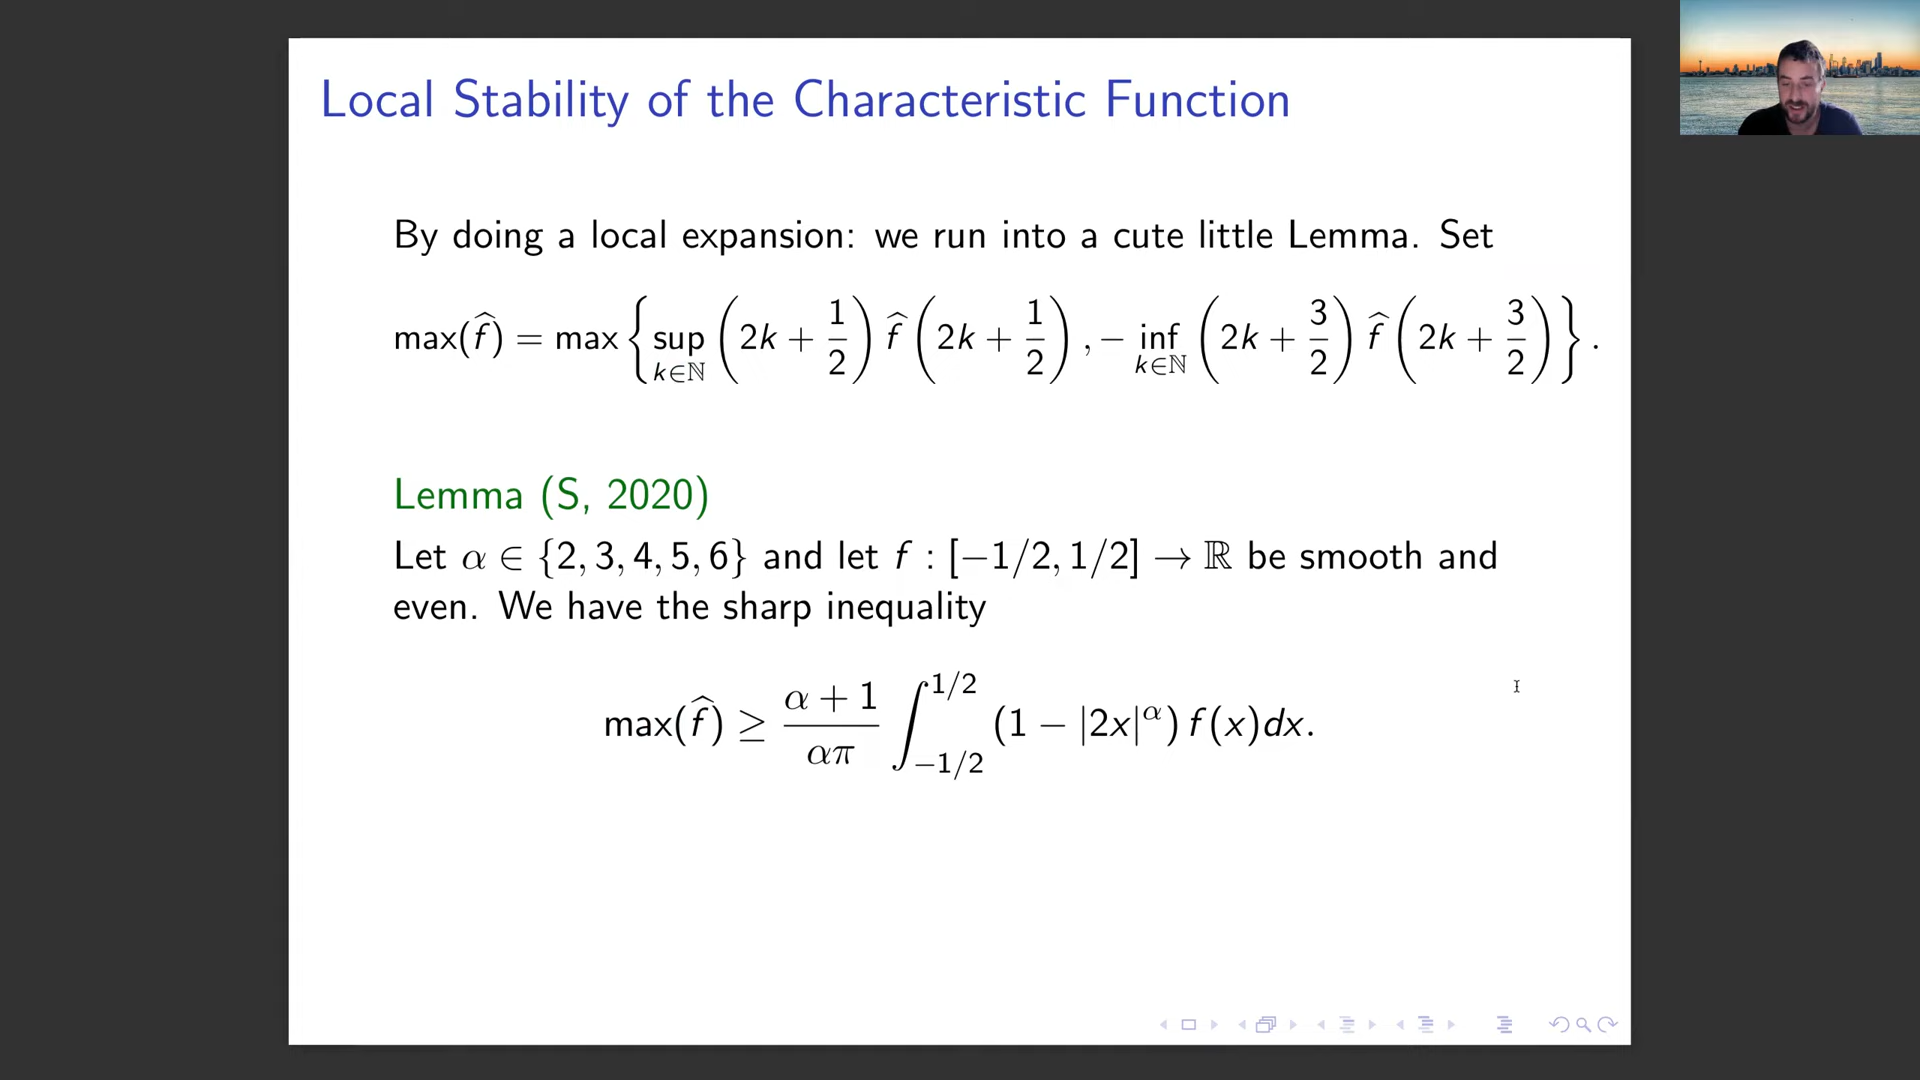 Local Stability of the Characteristic Function
By doing a local expansion: we run into a cute little Lemma. Set
max(f̂) = max { sup_{k∈ℕ} (2k + 1/2) f̂ (2k + 1/2), − inf_{k∈ℕ} (2k + 3/2) f̂ (2k + 3/2) }.
Lemma (S, 2020)
Let α ∈ {2, 3, 4, 5, 6} and let f : [−1/2, 1/2] → ℝ be smooth and
even. We have the sharp inequality
max(f̂) ≥ (α + 1)/(απ) ∫_{−1/2}^{1/2} (1 − |2x|^α) f(x)dx.